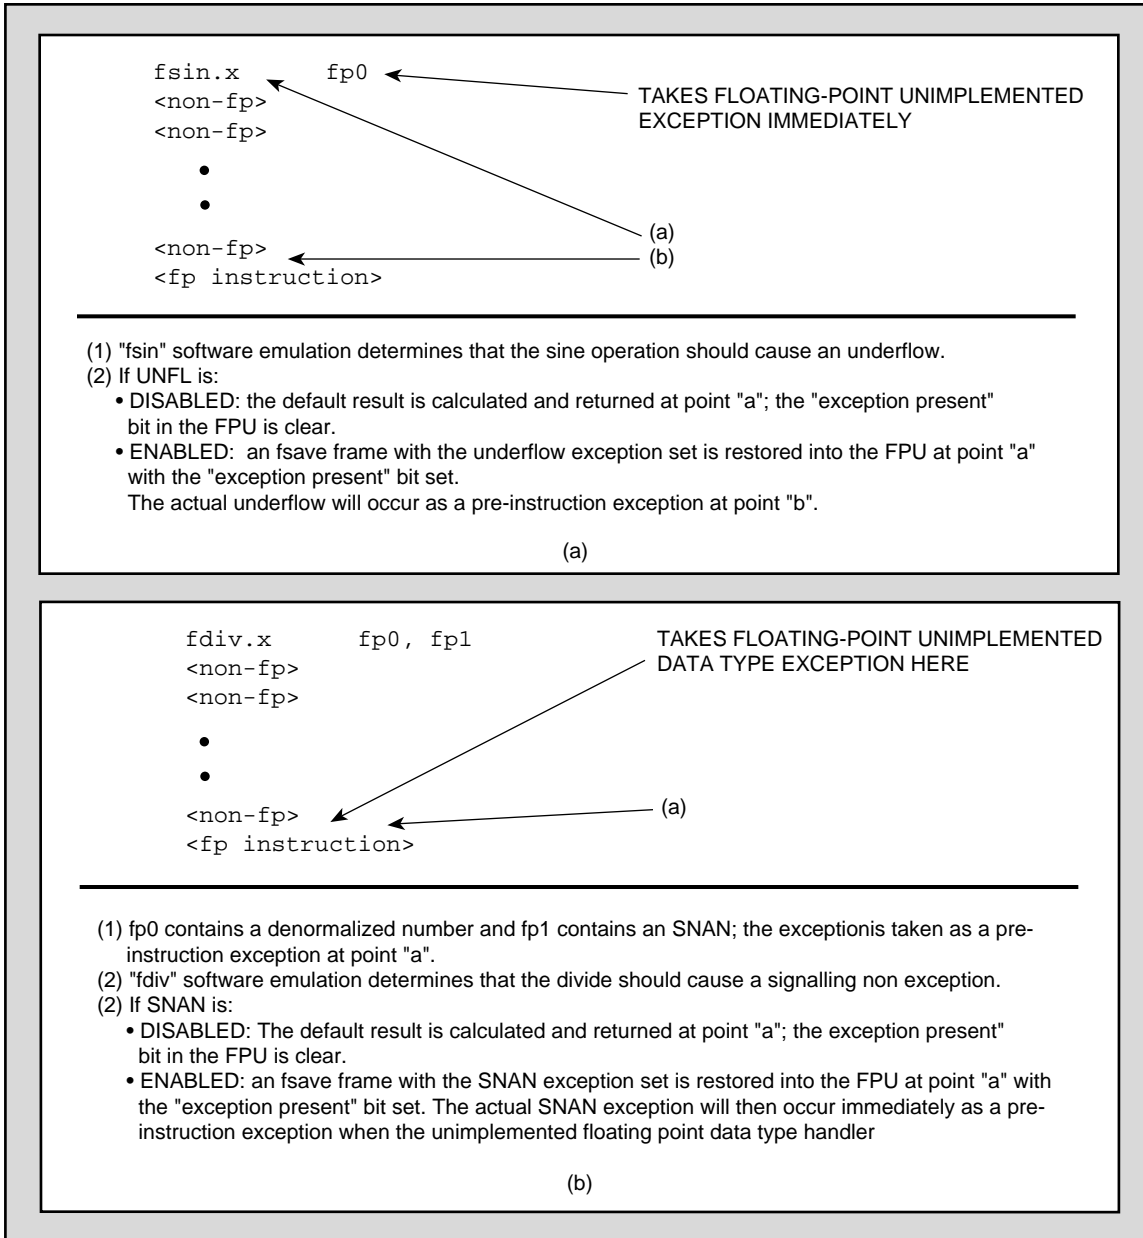 fsin.x fp0
<non-fp>
<non-fp>
TAKES FLOATING-POINT UNIMPLEMENTED
EXCEPTION IMMEDIATELY
•
•
(a)
<non-fp>
(b)
<fp instruction>
(1) "fsin" software emulation determines that the sine operation should cause an underflow.
(2) If UNFL is:
• DISABLED: the default result is calculated and returned at point "a"; the "exception present"
bit in the FPU is clear.
• ENABLED: an fsave frame with the underflow exception set is restored into the FPU at point "a"
with the "exception present" bit set.
The actual underflow will occur as a pre-instruction exception at point "b".
(a)
fdiv.x fp0, fp1
<non-fp>
<non-fp>
TAKES FLOATING-POINT UNIMPLEMENTED
DATA TYPE EXCEPTION HERE
•
•
<non-fp>
(a)
<fp instruction>
(1) fp0 contains a denormalized number and fp1 contains an SNAN; the exceptionis taken as a pre-
instruction exception at point "a".
(2) "fdiv" software emulation determines that the divide should cause a signalling non exception.
(2) If SNAN is:
• DISABLED: The default result is calculated and returned at point "a"; the exception present"
bit in the FPU is clear.
• ENABLED: an fsave frame with the SNAN exception set is restored into the FPU at point "a" with
the "exception present" bit set. The actual SNAN exception will then occur immediately as a pre-
instruction exception when the unimplemented floating point data type handler
(b)